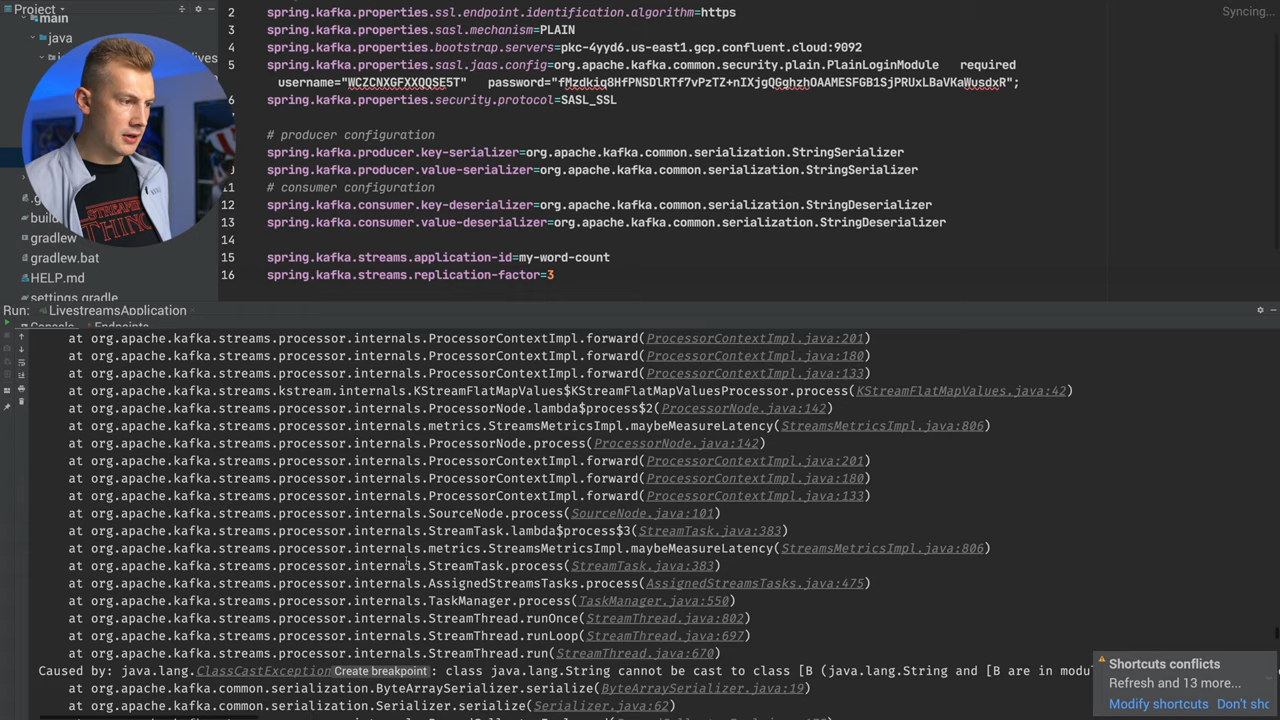 Project
Syncing...
main
java
2 spring.kafka.properties.ssl.endpoint.identification.algorithm=https
3 spring.kafka.properties.sasl.mechanism=PLAIN
4 spring.kafka.properties.bootstrap.servers=pkc-4yyd6.us-east1.gcp.confluent.cloud:9092
5 spring.kafka.properties.sasl.jaas.config=org.apache.kafka.common.security.plain.PlainLoginModule required
username="WCZCNXGFXXQQSE5T" password="fMzdkiq8HfPNSDlRTf7vPzTZ+nIXjgQGghzhOAAMESFGB1SjPRUxLBaVKaWusdxR";
6 spring.kafka.properties.security.protocol=SASL_SSL
# producer configuration
spring.kafka.producer.key-serializer=org.apache.kafka.common.serialization.StringSerializer
spring.kafka.producer.value-serializer=org.apache.kafka.common.serialization.StringSerializer
11 # consumer configuration
12 spring.kafka.consumer.key-deserializer=org.apache.kafka.common.serialization.StringDeserializer
13 spring.kafka.consumer.value-deserializer=org.apache.kafka.common.serialization.StringDeserializer
14
15 spring.kafka.streams.application-id=my-word-count
16 spring.kafka.streams.replication-factor=3
gradlew
gradlew.bat
HELP.md
settings.gradle
Run: LivestreamsApplication
Console Endpoints
at org.apache.kafka.streams.processor.internals.ProcessorContextImpl.forward(ProcessorContextImpl.java:201)
at org.apache.kafka.streams.processor.internals.ProcessorContextImpl.forward(ProcessorContextImpl.java:180)
at org.apache.kafka.streams.processor.internals.ProcessorContextImpl.forward(ProcessorContextImpl.java:133)
at org.apache.kafka.streams.kstream.internals.KStreamFlatMapValues$KStreamFlatMapValuesProcessor.process(KStreamFlatMapValues.java:42)
at org.apache.kafka.streams.processor.internals.ProcessorNode.lambda$process$2(ProcessorNode.java:142)
at org.apache.kafka.streams.processor.internals.metrics.StreamsMetricsImpl.maybeMeasureLatency(StreamsMetricsImpl.java:806)
at org.apache.kafka.streams.processor.internals.ProcessorNode.process(ProcessorNode.java:142)
at org.apache.kafka.streams.processor.internals.ProcessorContextImpl.forward(ProcessorContextImpl.java:201)
at org.apache.kafka.streams.processor.internals.ProcessorContextImpl.forward(ProcessorContextImpl.java:180)
at org.apache.kafka.streams.processor.internals.ProcessorContextImpl.forward(ProcessorContextImpl.java:133)
at org.apache.kafka.streams.processor.internals.SourceNode.process(SourceNode.java:101)
at org.apache.kafka.streams.processor.internals.StreamTask.lambda$process$3(StreamTask.java:383)
at org.apache.kafka.streams.processor.internals.metrics.StreamsMetricsImpl.maybeMeasureLatency(StreamsMetricsImpl.java:806)
at org.apache.kafka.streams.processor.internals.StreamTask.process(StreamTask.java:383)
at org.apache.kafka.streams.processor.internals.AssignedStreamsTasks.process(AssignedStreamsTasks.java:475)
at org.apache.kafka.streams.processor.internals.TaskManager.process(TaskManager.java:550)
at org.apache.kafka.streams.processor.internals.StreamThread.runOnce(StreamThread.java:802)
at org.apache.kafka.streams.processor.internals.StreamThread.runLoop(StreamThread.java:697)
at org.apache.kafka.streams.processor.internals.StreamThread.run(StreamThread.java:670)
Caused by: java.lang.ClassCastException Create breakpoint : class java.lang.String cannot be cast to class [B (java.lang.String and [B are in modu
at org.apache.kafka.common.serialization.ByteArraySerializer.serialize(ByteArraySerializer.java:19)
at org.apache.kafka.common.serialization.Serializer.serialize(Serializer.java:62)
Shortcuts conflicts
Refresh and 13 more...
Modify shortcuts Don't sho